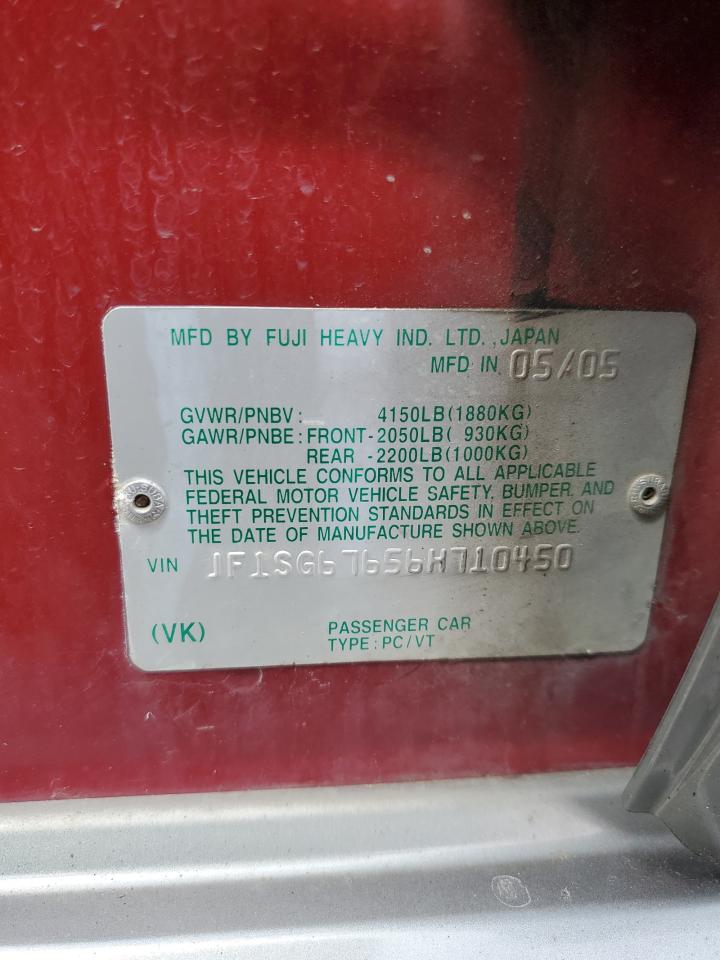 MFD BY FUJI HEAVY IND. LTD., JAPAN
MFD IN 05/05
GVWR/PNBV: 4150LB(1880KG)
GAWR/PNBE: FRONT-2050LB( 930KG)
REAR -2200LB(1000KG)
THIS VEHICLE CONFORMS TO ALL APPLICABLE
FEDERAL MOTOR VEHICLE SAFETY, BUMPER, AND
THEFT PREVENTION STANDARDS IN EFFECT ON
THE DATE OF MANUFACTURE SHOWN ABOVE.
VIN JF1SG67656H710450
(VK) PASSENGER CAR
TYPE: PC/VT